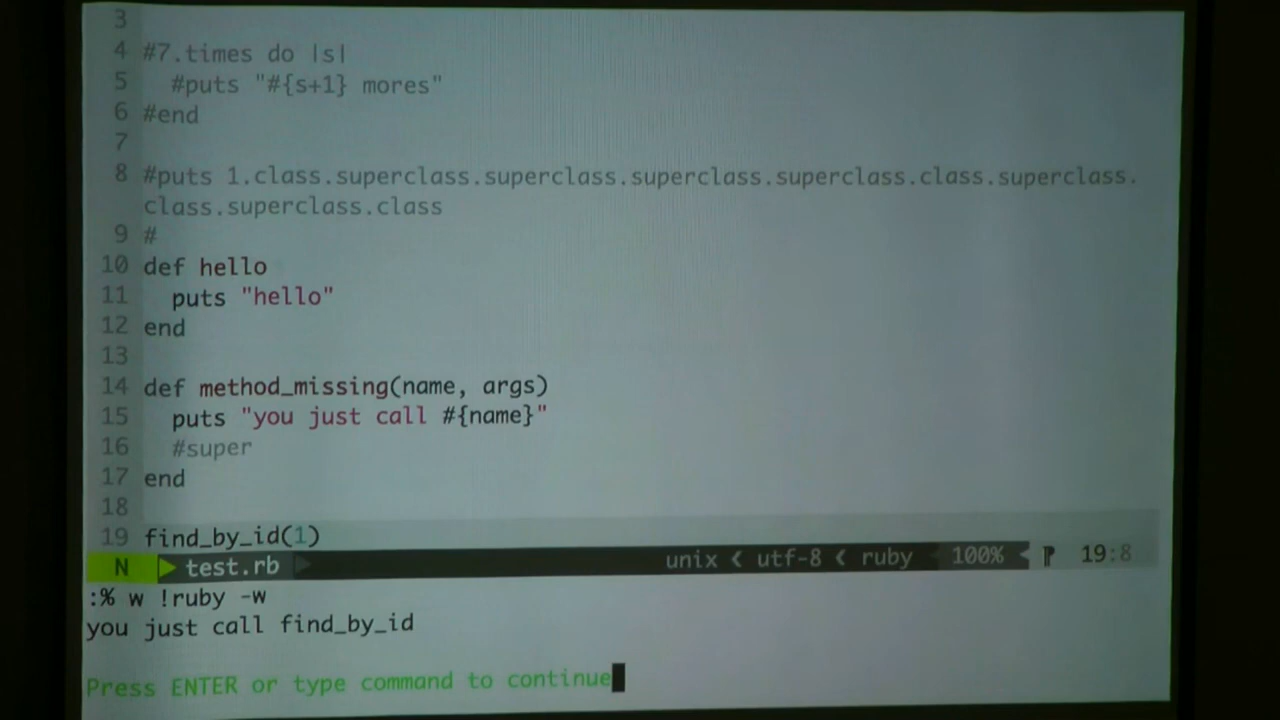 3
4 #7.times do |s|
5   #puts "#{s+1} mores"
6 #end
7
8 #puts 1.class.superclass.superclass.superclass.superclass.class.superclass.
class.superclass.class
9 #
10 def hello
11   puts "hello"
12 end
13
14 def method_missing(name, args)
15   puts "you just call #{name}"
16   #super
17 end
18
19 find_by_id(1)
N test.rb unix utf-8 ruby 100% 19:8
:% w !ruby -w
you just call find_by_id
Press ENTER or type command to continue